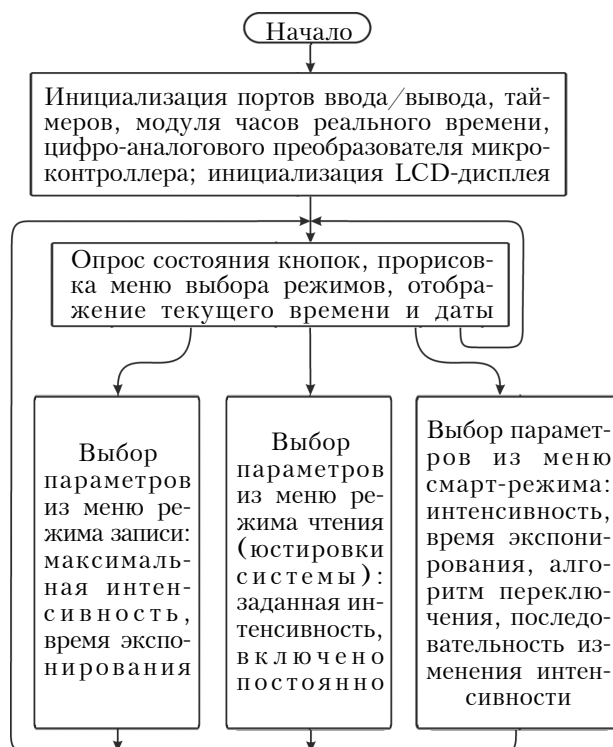 Начало
Инициализация портов ввода/вывода, тай-
меров, модуля часов реального времени,
цифро-аналогового преобразователя микро-
контроллера; инициализация LCD-дисплея
Опрос состояния кнопок, прорисов-
ка меню выбора режимов, отобра-
жение текущего времени и даты
Выбор
параметров
из меню ре-
жима записи:
максималь-
ная интен-
сивность,
время экспо-
нирования
Выбор
параметров
из меню ре-
жима чтения
(юстировки
системы):
заданная ин-
тенсивность,
включено
постоянно
Выбор парамет-
ров из меню
смарт-режима:
интенсивность,
время экспони-
рования, алго-
ритм переклю-
чения, последо-
вательность из-
менения интен-
сивности